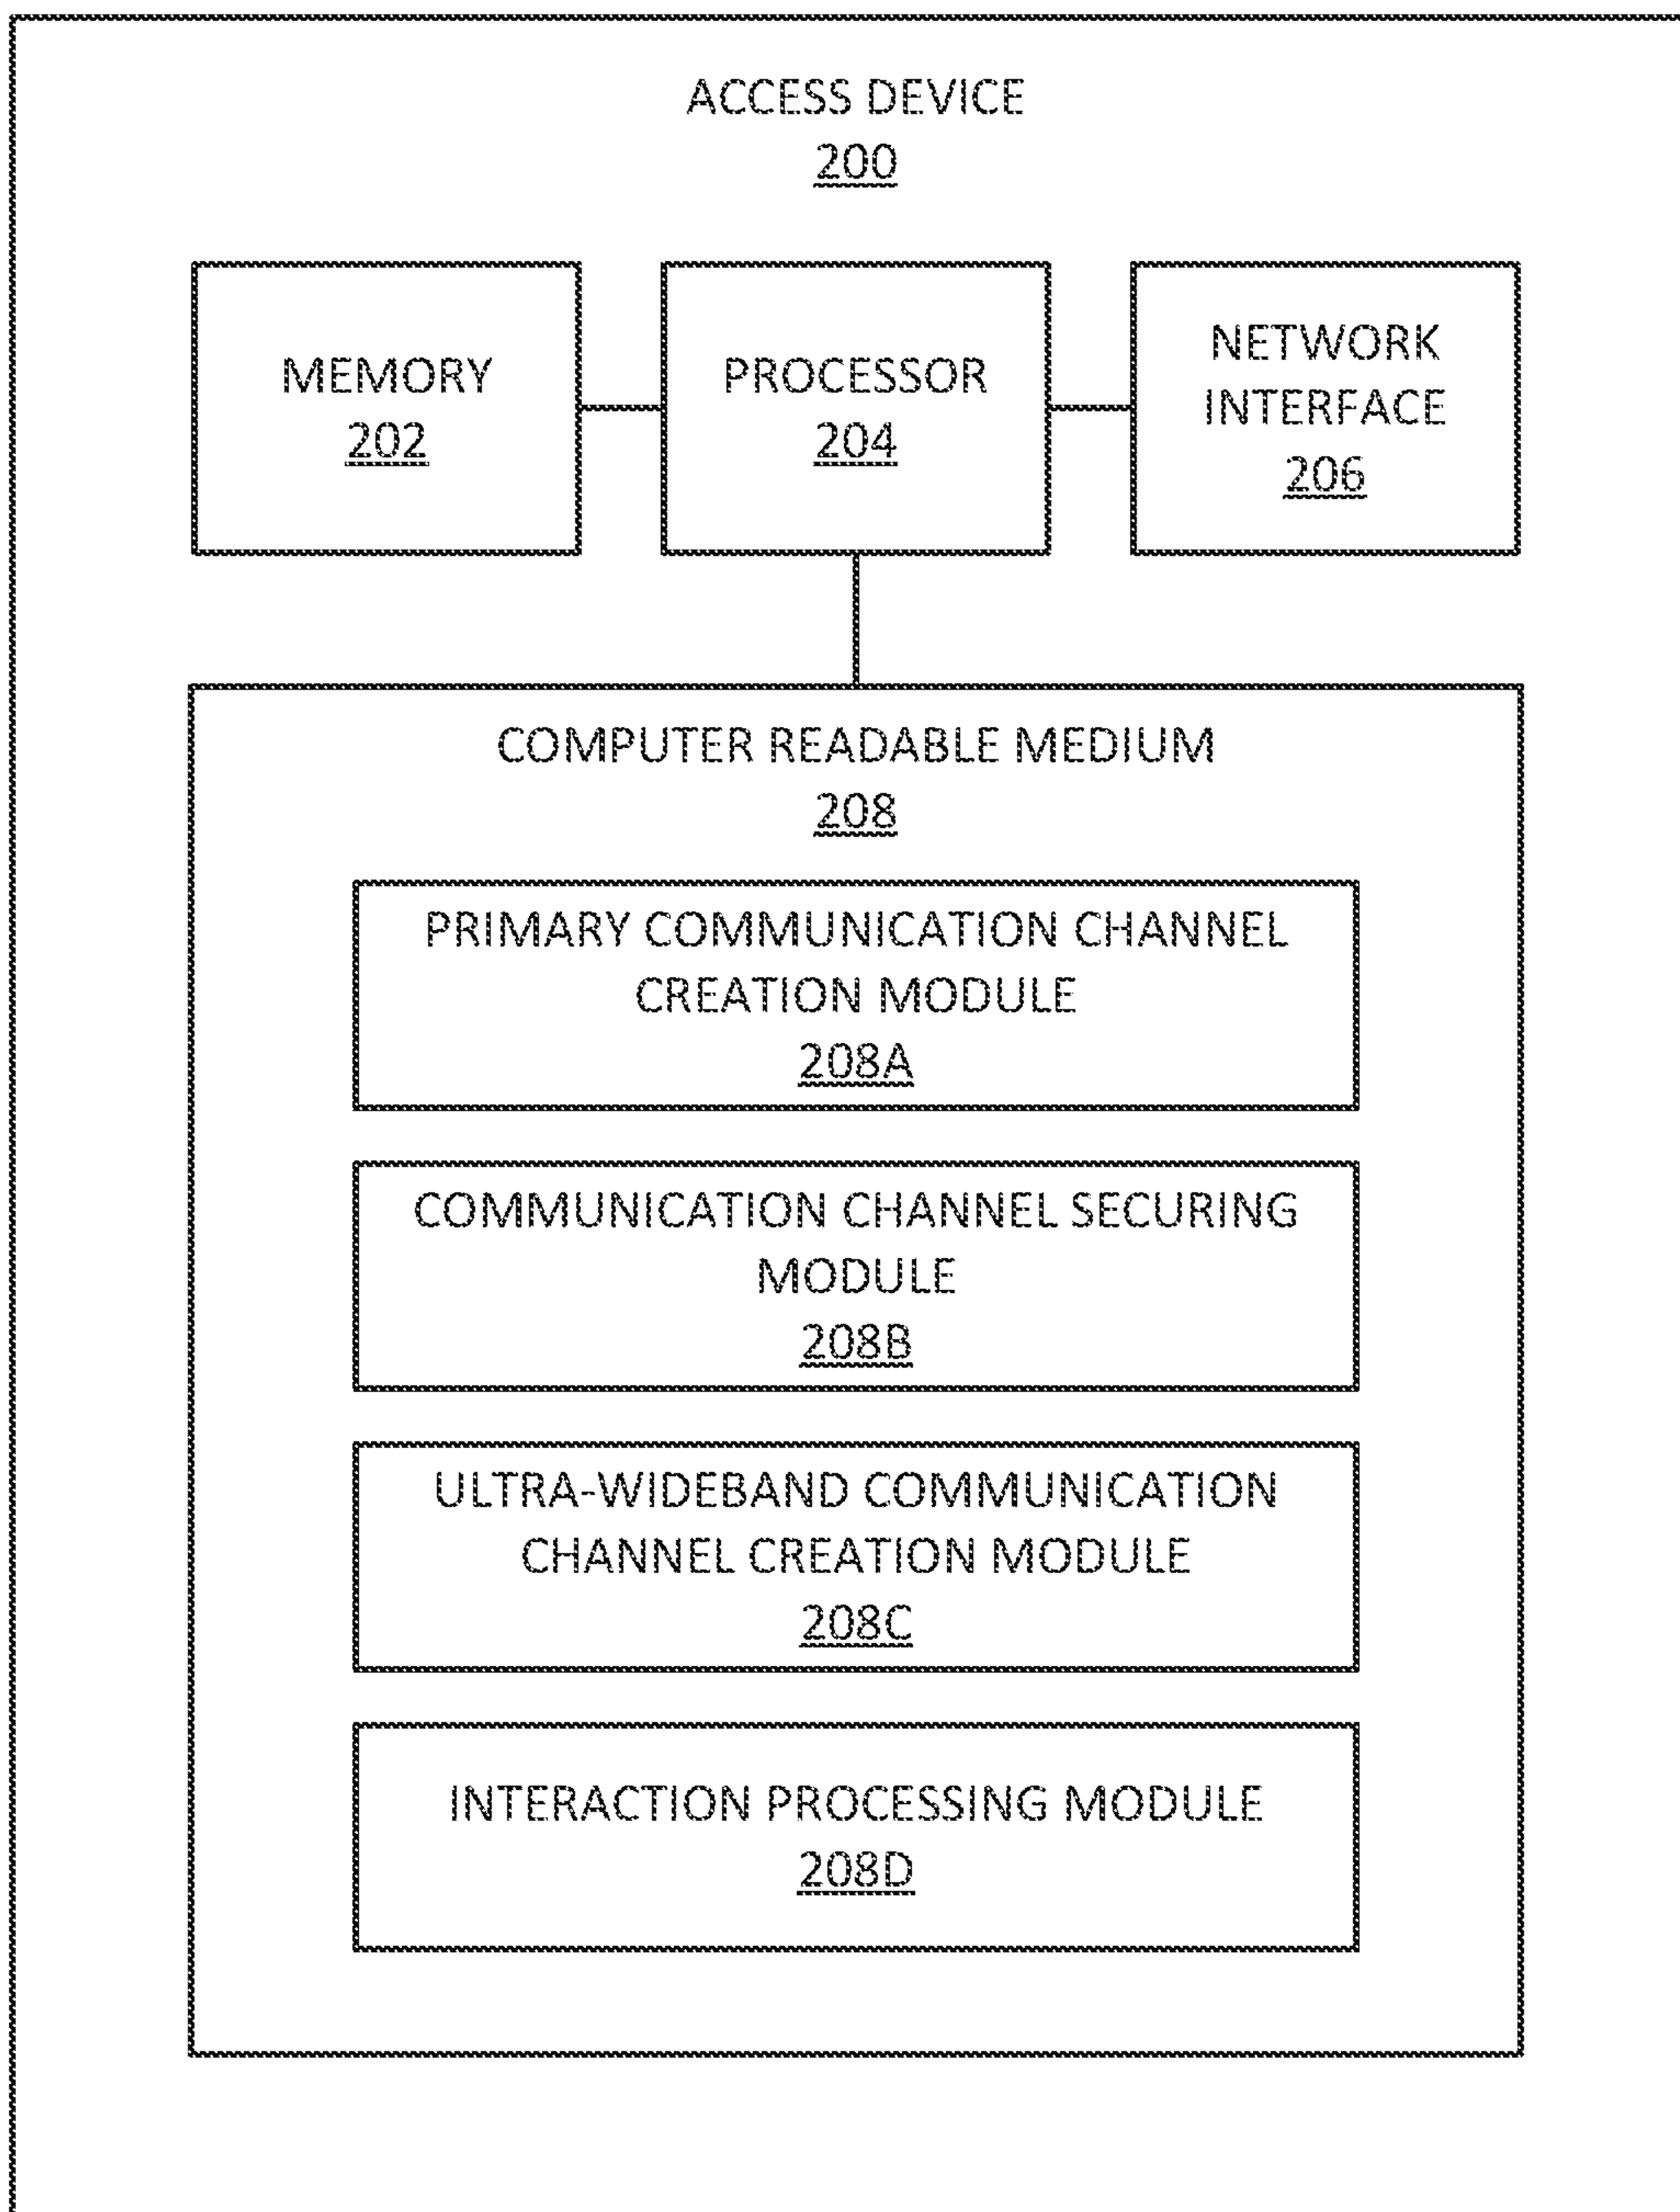 ACCESS DEVICE
200
MEMORY
202
PROCESSOR
204
NETWORK
INTERFACE
206
COMPUTER READABLE MEDIUM
208
PRIMARY COMMUNICATION CHANNEL
CREATION MODULE
208A
COMMUNICATION CHANNEL SECURING
MODULE
208B
ULTRA-WIDEBAND COMMUNICATION
CHANNEL CREATION MODULE
208C
INTERACTION PROCESSING MODULE
208D